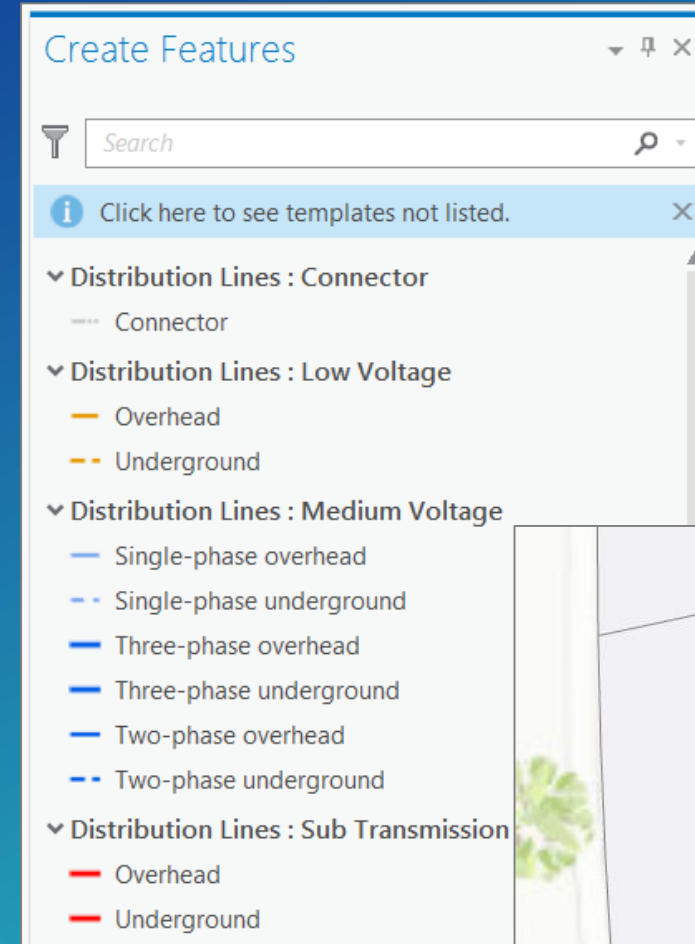 Create Features
Search
Click here to see templates not listed.
Distribution Lines : Connector
Connector
Distribution Lines : Low Voltage
Overhead
Underground
Distribution Lines : Medium Voltage
Single-phase overhead
Single-phase underground
Three-phase overhead
Three-phase underground
Two-phase overhead
Two-phase underground
Distribution Lines : Sub Transmission
Overhead
Underground